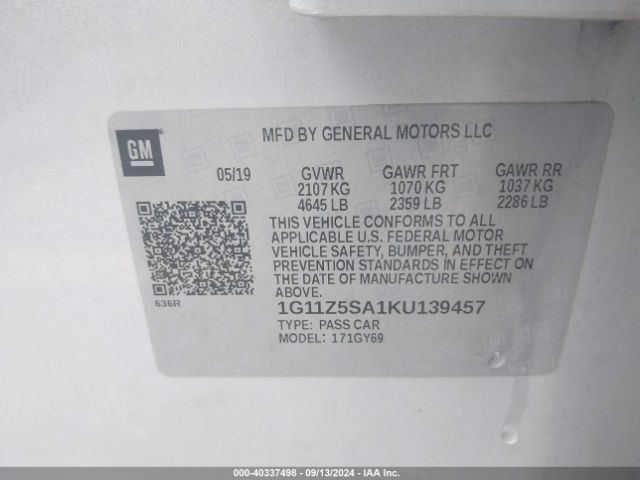 GM
MFD BY GENERAL MOTORS LLC
05/19 GVWR GAWR FRT GAWR RR
2107 KG 1070 KG 1037 KG
4645 LB 2359 LB 2286 LB
THIS VEHICLE CONFORMS TO ALL
APPLICABLE U.S. FEDERAL MOTOR
VEHICLE SAFETY, BUMPER, AND THEFT
PREVENTION STANDARDS IN EFFECT ON
THE DATE OF MANUFACTURE SHOWN
ABOVE.
636R
1G11Z5SA1KU139457
TYPE: PASS CAR
MODEL: 171GY69
000-40337498 - 09/13/2024 - IAA Inc.